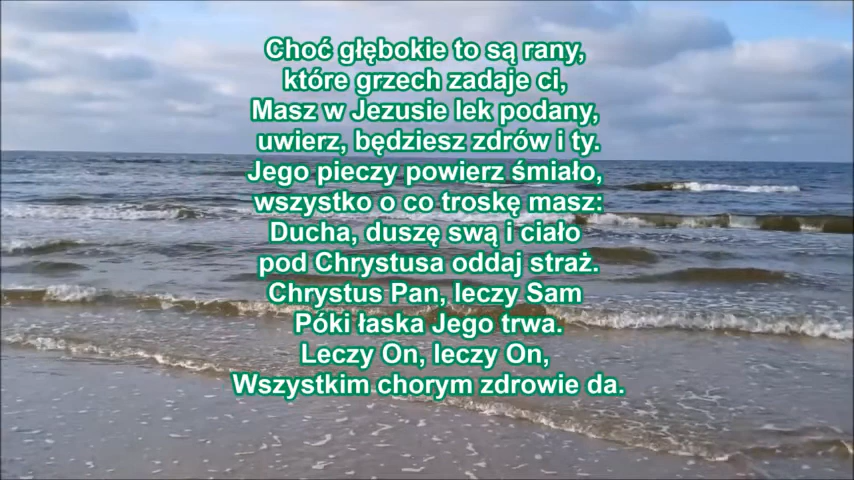 Choć głębokie to są rany,
które grzech zadaje ci,
Masz w Jezusie lek podany,
uwierz, będziesz zdrów i ty.
Jego pieczy powierz śmiało,
wszystko o co troskę masz:
Ducha, duszę swą i ciało
pod Chrystusa oddaj straż.
Chrystus Pan, leczy Sam
Póki łaska Jego trwa.
Leczy On, leczy On,
Wszystkim chorym zdrowie da.